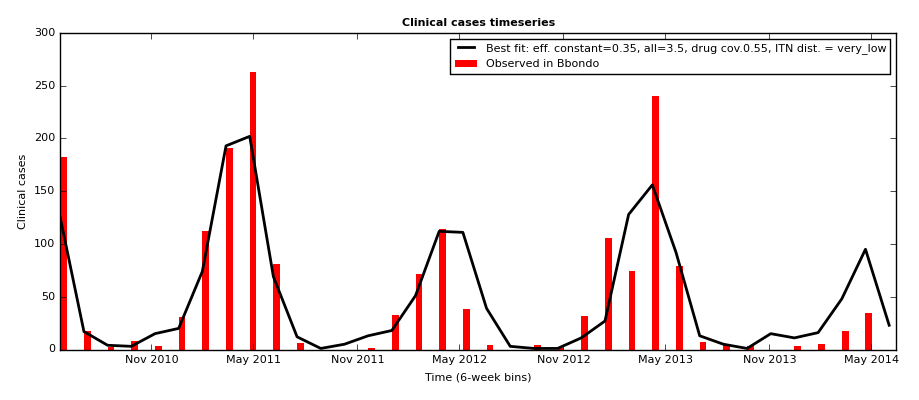 Clinical cases timeseries
Best fit: eff. constant=0.35, all=3.5, drug cov.0.55, ITN dist. = very_low
Observed in Bbondo
Clinical cases
300
250
200
150
100
50
0
Nov 2010 May 2011 Nov 2011 May 2012 Nov 2012 May 2013 Nov 2013 May 2014
Time (6-week bins)